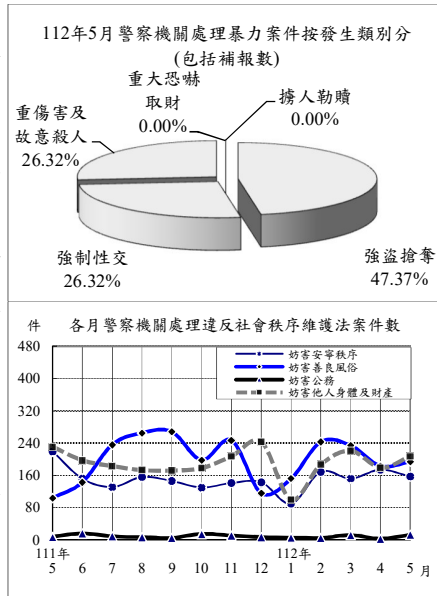 112年5月警察機關處理暴力案件按發生類別分
(包括補報數)
重大恐嚇
取財
0.00%
擄人勒贖
0.00%
重傷害及
故意殺人
26.32%
強制性交
26.32%
強盜搶奪
47.37%
件
各月警察機關處理違反社會秩序維護法案件數
480
400
320
240
160
80
0
妨害安寧秩序
妨害善良風俗
妨害公務
妨害他人身體及財產
111年
112年
5 6 7 8 9 10 11 12 1 2 3 4 5 月